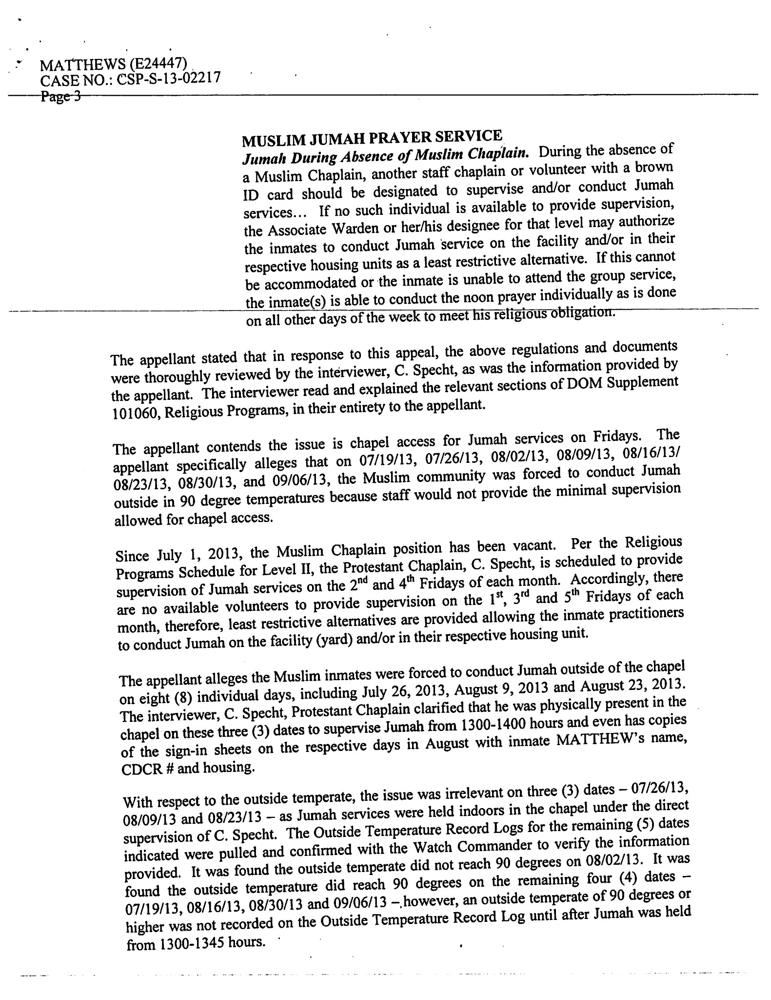 MATTHEWS (E24447)
CASE NO.: CSP-S-13-02217
Page 3
MUSLIM JUMAH PRAYER SERVICE
Jumah During Absence of Muslim Chaplain. During the absence of
a Muslim Chaplain, another staff chaplain or volunteer with a brown
ID card should be designated to supervise and/or conduct Jumah
services... If no such individual is available to provide supervision,
the Associate Warden or her/his designee for that level may authorize
the inmates to conduct Jumah service on the facility and/or in their
respective housing units as a least restrictive alternative. If this cannot
be accommodated or the inmate is unable to attend the group service,
the inmate(s) is able to conduct the noon prayer individually as is done
on all other days of the week to meet his religious obligation.
The appellant stated that in response to this appeal, the above regulations and documents
were thoroughly reviewed by the interviewer, C. Specht, as was the information provided by
the appellant. The interviewer read and explained the relevant sections of DOM Supplement
101060, Religious Programs, in their entirety to the appellant.
The appellant contends the issue is chapel access for Jumah services on Fridays. The
appellant specifically alleges that on 07/19/13, 07/26/13, 08/02/13, 08/09/13, 08/16/13/
08/23/13, 08/30/13, and 09/06/13, the Muslim community was forced to conduct Jumah
outside in 90 degree temperatures because staff would not provide the minimal supervision
allowed for chapel access.
Since July 1, 2013, the Muslim Chaplain position has been vacant. Per the Religious
Programs Schedule for Level II, the Protestant Chaplain, C. Specht, is scheduled to provide
supervision of Jumah services on the 2nd and 4th Fridays of each month. Accordingly, there
are no available volunteers to provide supervision on the 1st, 3rd and 5th Fridays of each
month, therefore, least restrictive alternatives are provided allowing the inmate practitioners
to conduct Jumah on the facility (yard) and/or in their respective housing unit.
The appellant alleges the Muslim inmates were forced to conduct Jumah outside of the chapel
on eight (8) individual days, including July 26, 2013, August 9, 2013 and August 23, 2013.
The interviewer, C. Specht, Protestant Chaplain clarified that he was physically present in the
chapel on these three (3) dates to supervise Jumah from 1300-1400 hours and even has copies
of the sign-in sheets on the respective days in August with inmate MATTHEW's name,
CDCR # and housing.
With respect to the outside temperate, the issue was irrelevant on three (3) dates – 07/26/13,
08/09/13 and 08/23/13 – as Jumah services were held indoors in the chapel under the direct
supervision of C. Specht. The Outside Temperature Record Logs for the remaining (5) dates
indicated were pulled and confirmed with the Watch Commander to verify the information
provided. It was found the outside temperate did not reach 90 degrees on 08/02/13. It was
found the outside temperature did reach 90 degrees on the remaining four (4) dates –
07/19/13, 08/16/13, 08/30/13 and 09/06/13 – however, an outside temperate of 90 degrees or
higher was not recorded on the Outside Temperature Record Log until after Jumah was held
from 1300-1345 hours.